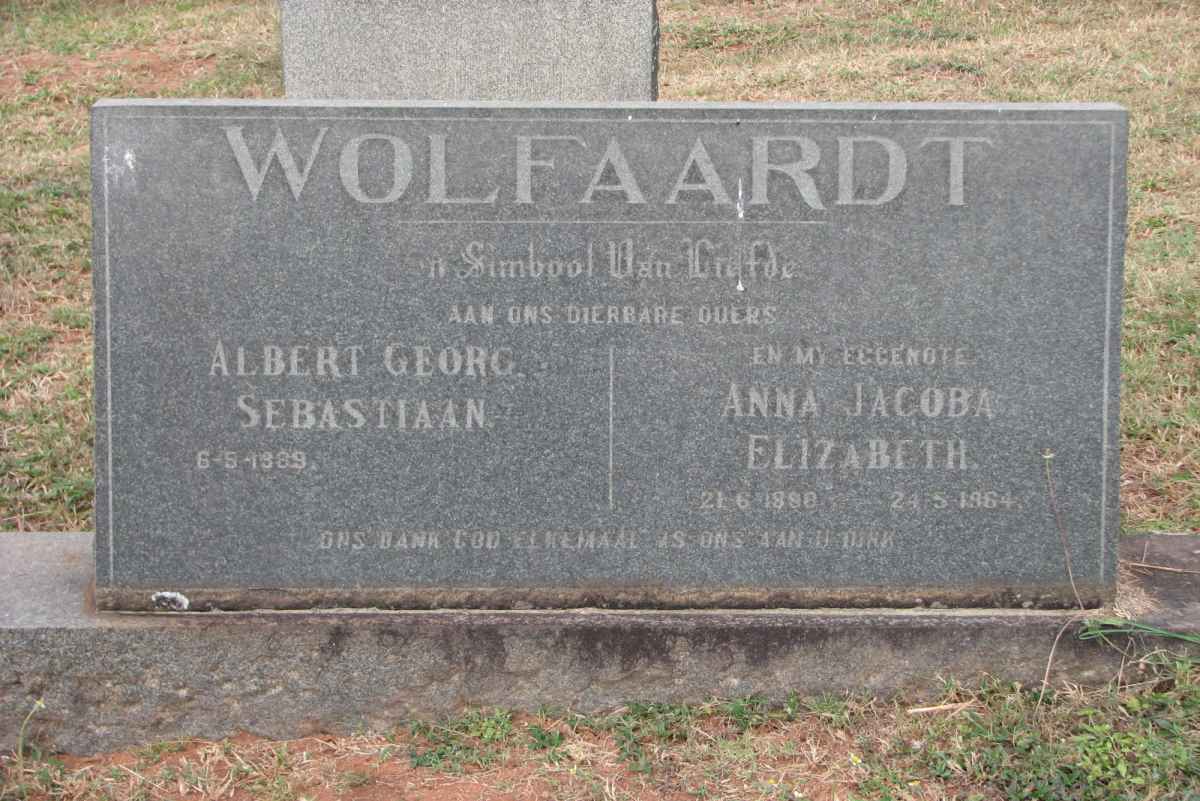 WOLFAARDT
'n Simbool Van Liefde
AAN ONS DIERBARE OUERS
ALBERT GEORG.
SEBASTIAAN.
6-5-1889.
EN MY EGGENOTE
ANNA JACOBA
ELIZABETH.
21-6-1898 24-5-1964.
ONS DANK GOD ELKEMAAL AS ONS AAN U DINK